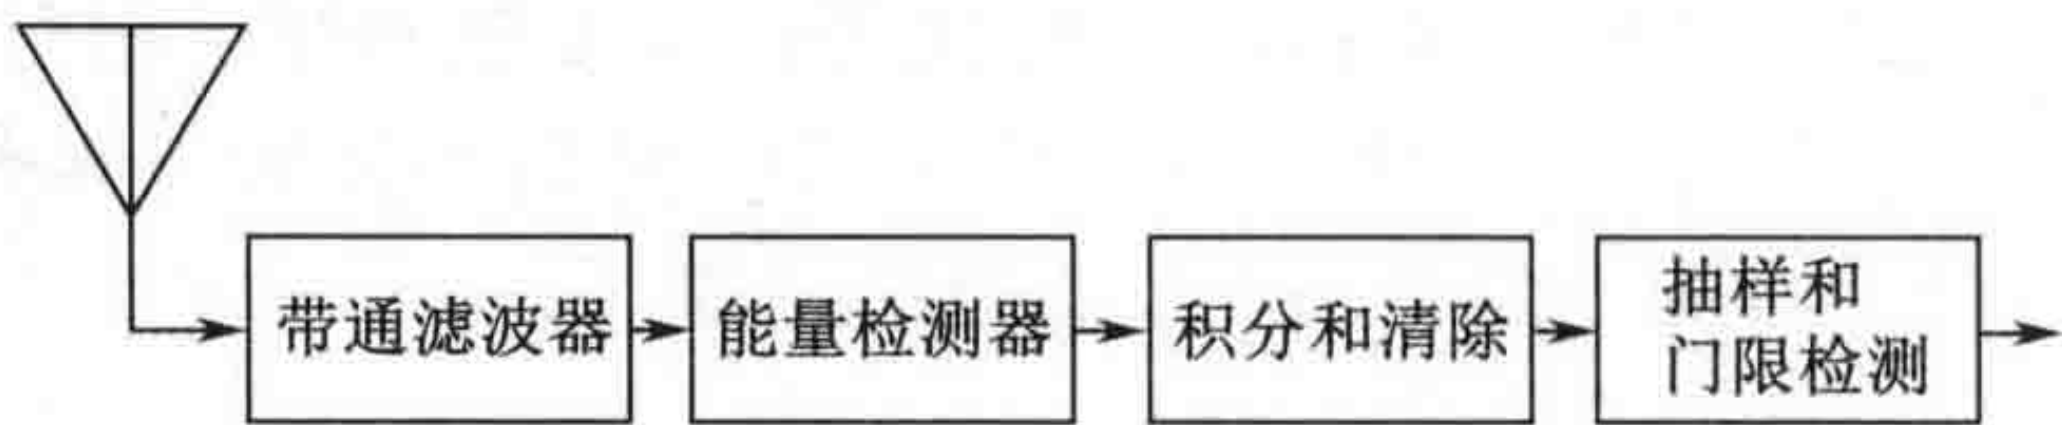 带通滤波器
能量检测器
积分和清除
抽样和
门限检测